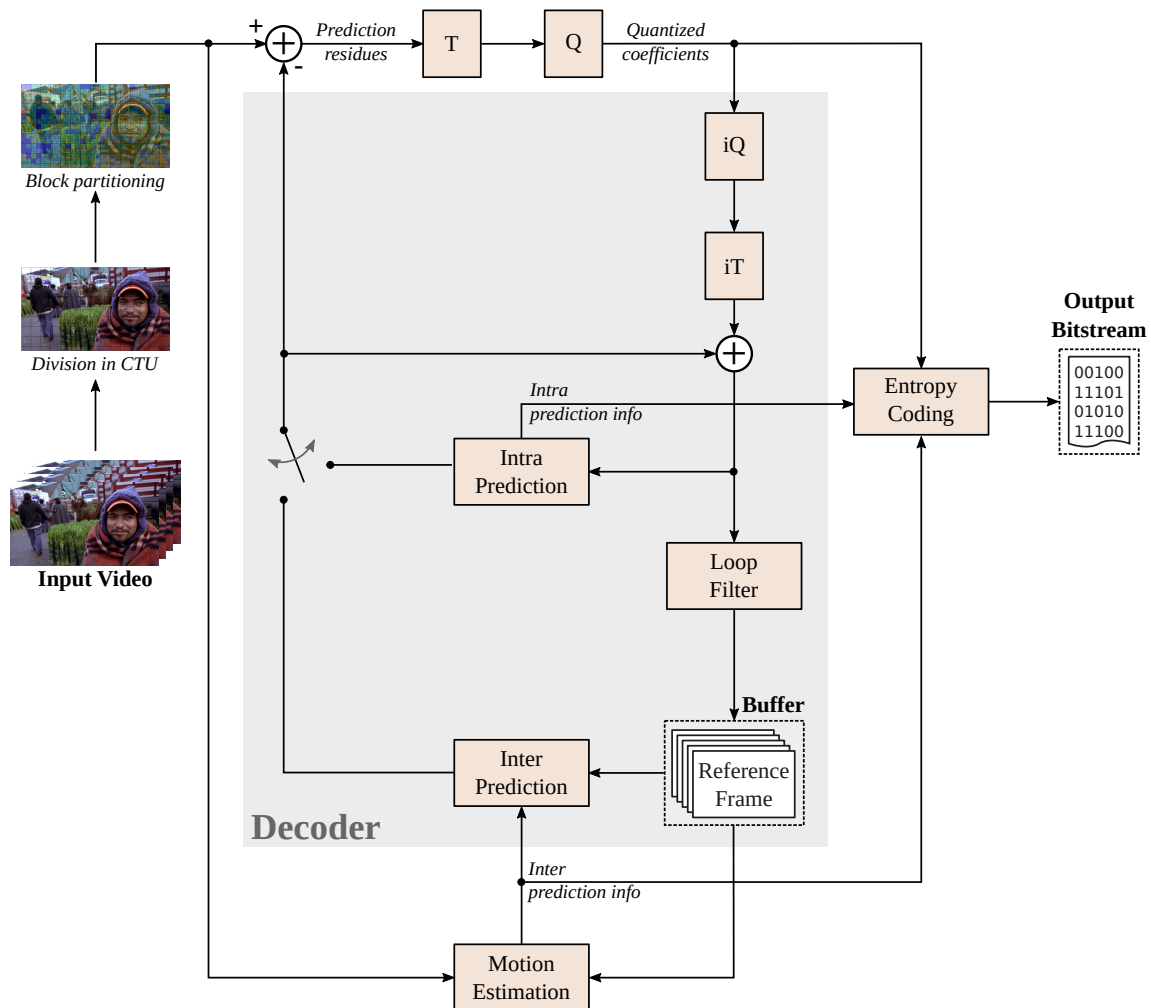 +
Prediction
residues
-
T
Q
Quantized
coefficients
Block partitioning
iQ
iT
Division in CTU
Output
Bitstream
00100
11101
01010
11100
Entropy
Coding
Intra
prediction info
Intra
Prediction
Input Video
Loop
Filter
Buffer
Reference
Frame
Inter
Prediction
Decoder
Inter
prediction info
Motion
Estimation